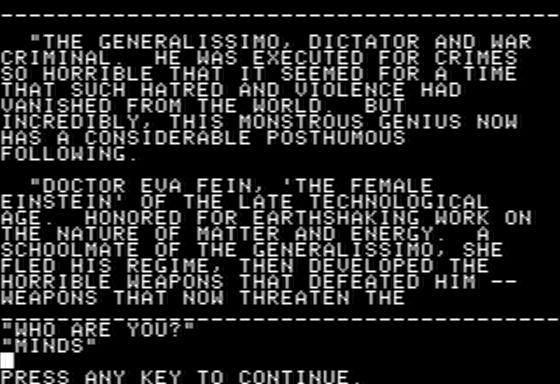 "THE GENERALISSIMO, DICTATOR AND WAR
CRIMINAL.  HE WAS EXECUTED FOR CRIMES
SO HORRIBLE THAT IT SEEMED FOR A TIME
THAT SUCH HATRED AND VIOLENCE HAD
VANISHED FROM THE WORLD.  BUT
INCREDIBLY, THIS MONSTROUS GENIUS NOW
HAS A CONSIDERABLE POSTHUMOUS
FOLLOWING.
"DOCTOR EVA FEIN, 'THE FEMALE
EINSTEIN' OF THE LATE TECHNOLOGICAL
AGE.  HONORED FOR EARTHSHAKING WORK ON
THE NATURE OF MATTER AND ENERGY.  A
SCHOOLMATE OF THE GENERALISSIMO, SHE
FLED HIS REGIME, THEN DEVELOPED THE
HORRIBLE WEAPONS THAT DEFEATED HIM --
WEAPONS THAT NOW THREATEN THE
"WHO ARE YOU?"
"MINDS"
PRESS ANY KEY TO CONTINUE.